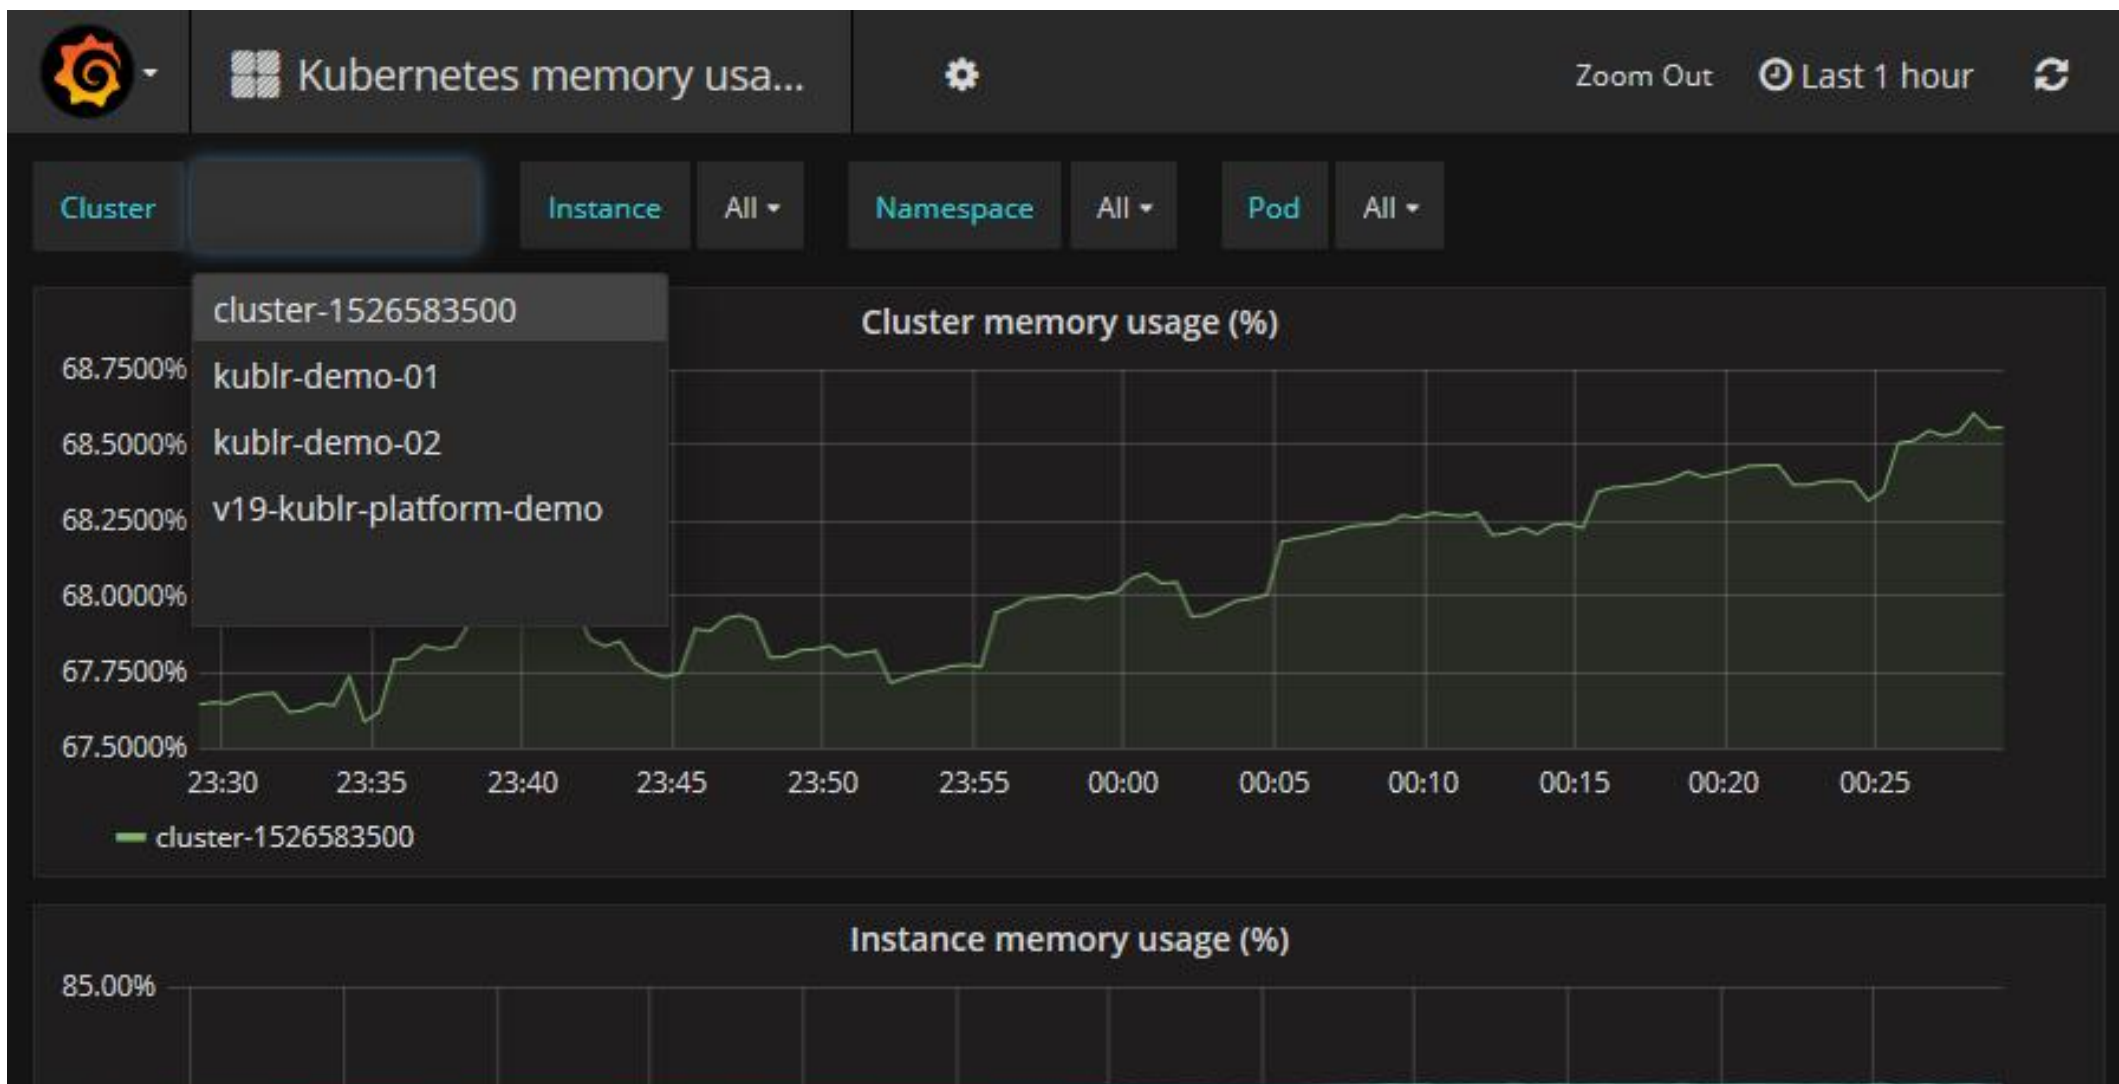 Kubernetes memory usa...
Zoom Out
Last 1 hour
Cluster
Instance All
Namespace All
Pod All
cluster-1526583500
kublr-demo-01
kublr-demo-02
v19-kublr-platform-demo
Cluster memory usage (%)
68.7500%
68.5000%
68.2500%
68.0000%
67.7500%
67.5000%
23:30 23:35 23:40 23:45 23:50 23:55 00:00 00:05 00:10 00:15 00:20 00:25
cluster-1526583500
Instance memory usage (%)
85.00%